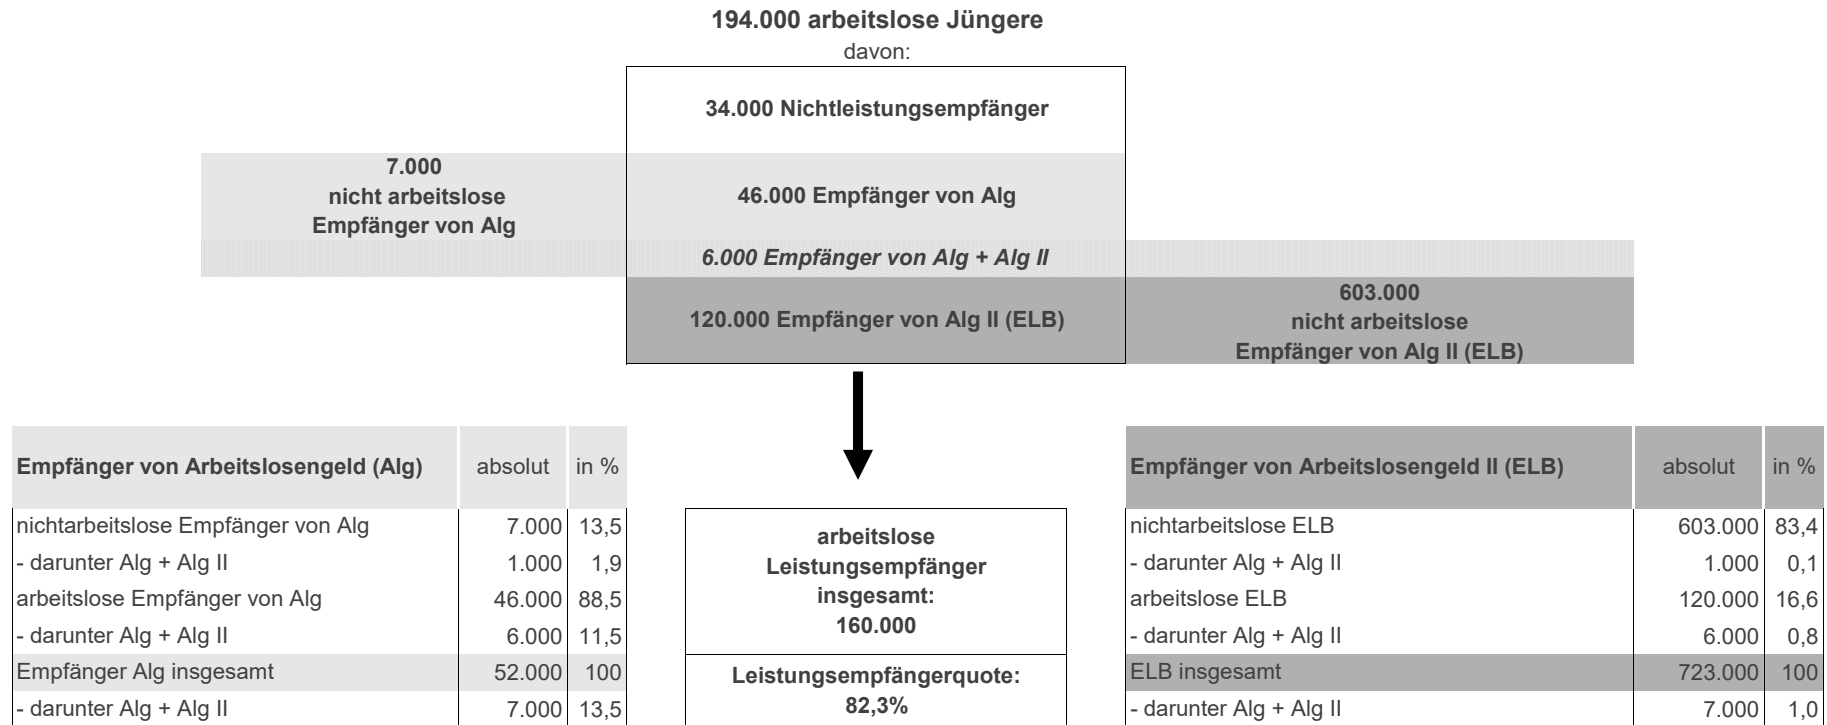 194.000 arbeitslose Jüngere
davon:
34.000 Nichtleistungsempfänger
7.000
nicht arbeitslose
Empfänger von Alg
46.000 Empfänger von Alg
6.000 Empfänger von Alg + Alg II
120.000 Empfänger von Alg II (ELB)
603.000
nicht arbeitslose
Empfänger von Alg II (ELB)
Empfänger von Arbeitslosengeld (Alg) absolut in %
nichtarbeitslose Empfänger von Alg 7.000 13,5
- darunter Alg + Alg II 1.000 1,9
arbeitslose Empfänger von Alg 46.000 88,5
- darunter Alg + Alg II 6.000 11,5
Empfänger Alg insgesamt 52.000 100
- darunter Alg + Alg II 7.000 13,5
arbeitslose
Leistungsempfänger
insgesamt:
160.000
Leistungsempfängerquote:
82,3%
Empfänger von Arbeitslosengeld II (ELB) absolut in %
nichtarbeitslose ELB 603.000 83,4
- darunter Alg + Alg II 1.000 0,1
arbeitslose ELB 120.000 16,6
- darunter Alg + Alg II 6.000 0,8
ELB insgesamt 723.000 100
- darunter Alg + Alg II 7.000 1,0